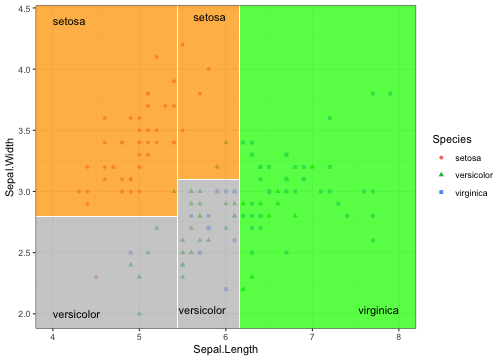 4.5
4.0
3.5
3.0
2.5
2.0
Sepal.Width
setosa
setosa
versicolor
versicolor
virginica
4
5
6
7
8
Sepal.Length
Species
setosa
versicolor
virginica